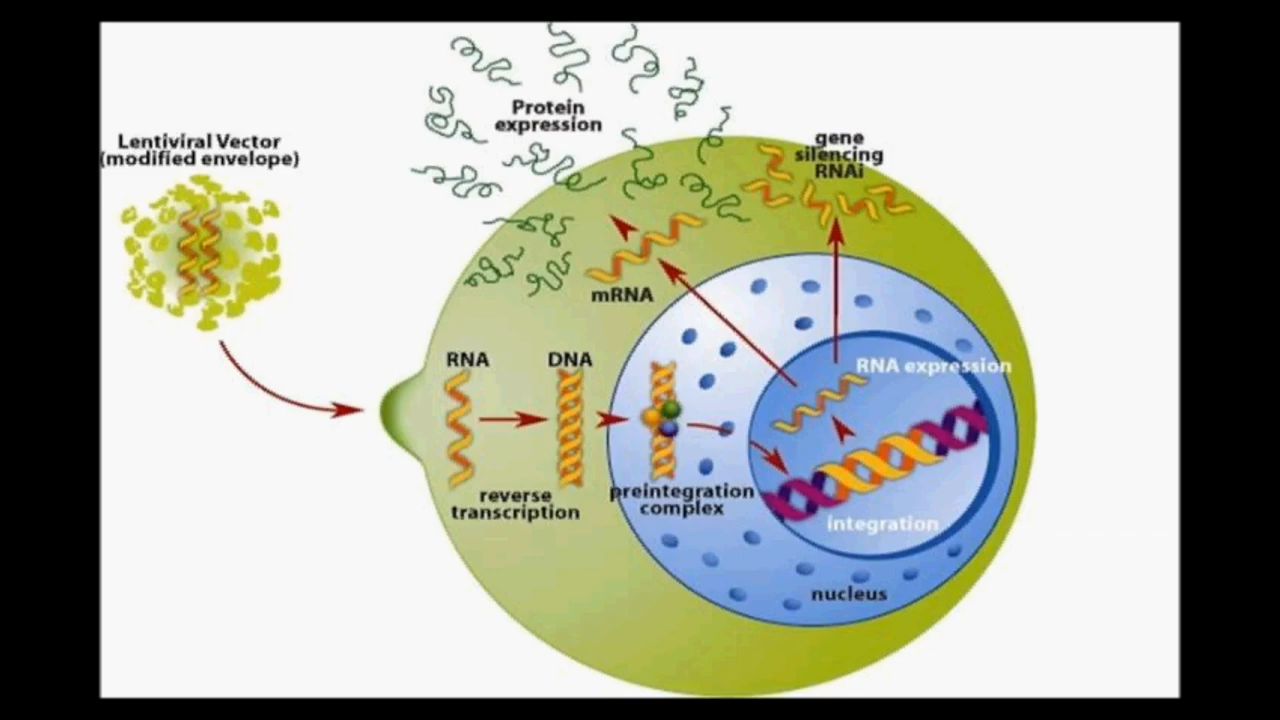 Protein
expression
Lentiviral Vector
(modified envelope)
gene
silencing
RNAi
mRNA
RNA
DNA
RNA expression
reverse
transcription
preintegration
complex
integration
nucleus